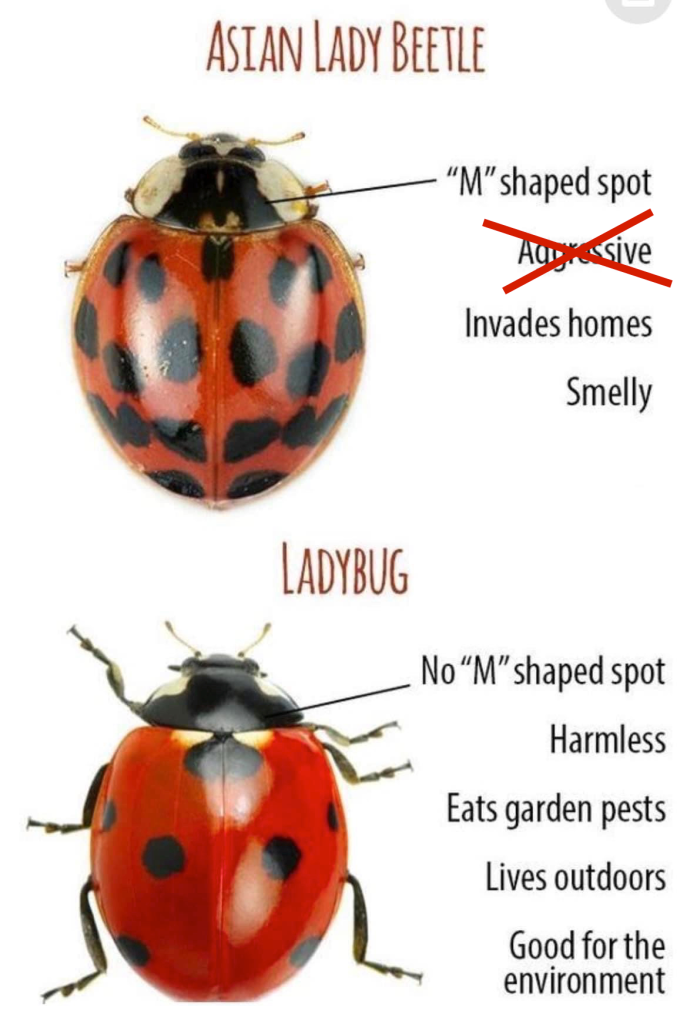 ASIAN LADY BEETLE
"M" shaped spot
Aggressive
Invades homes
Smelly
LADYBUG
No "M" shaped spot
Harmless
Eats garden pests
Lives outdoors
Good for the
environment